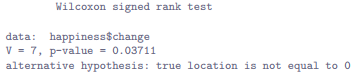 Wilcoxon signed rank test
data: happiness$change
V = 7, p-value = 0.03711
alternative hypothesis: true location is not equal to 0